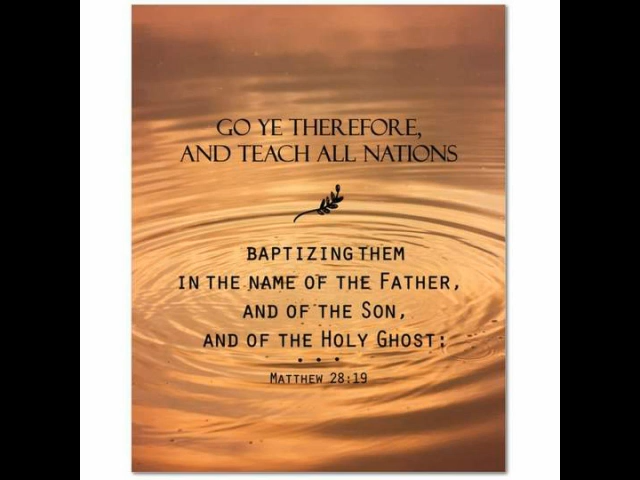 GO YE THEREFORE,
AND TEACH ALL NATIONS
BAPTIZING THEM
IN THE NAME OF THE FATHER,
AND OF THE SON,
AND OF THE HOLY GHOST:
• • •
MATTHEW 28:19